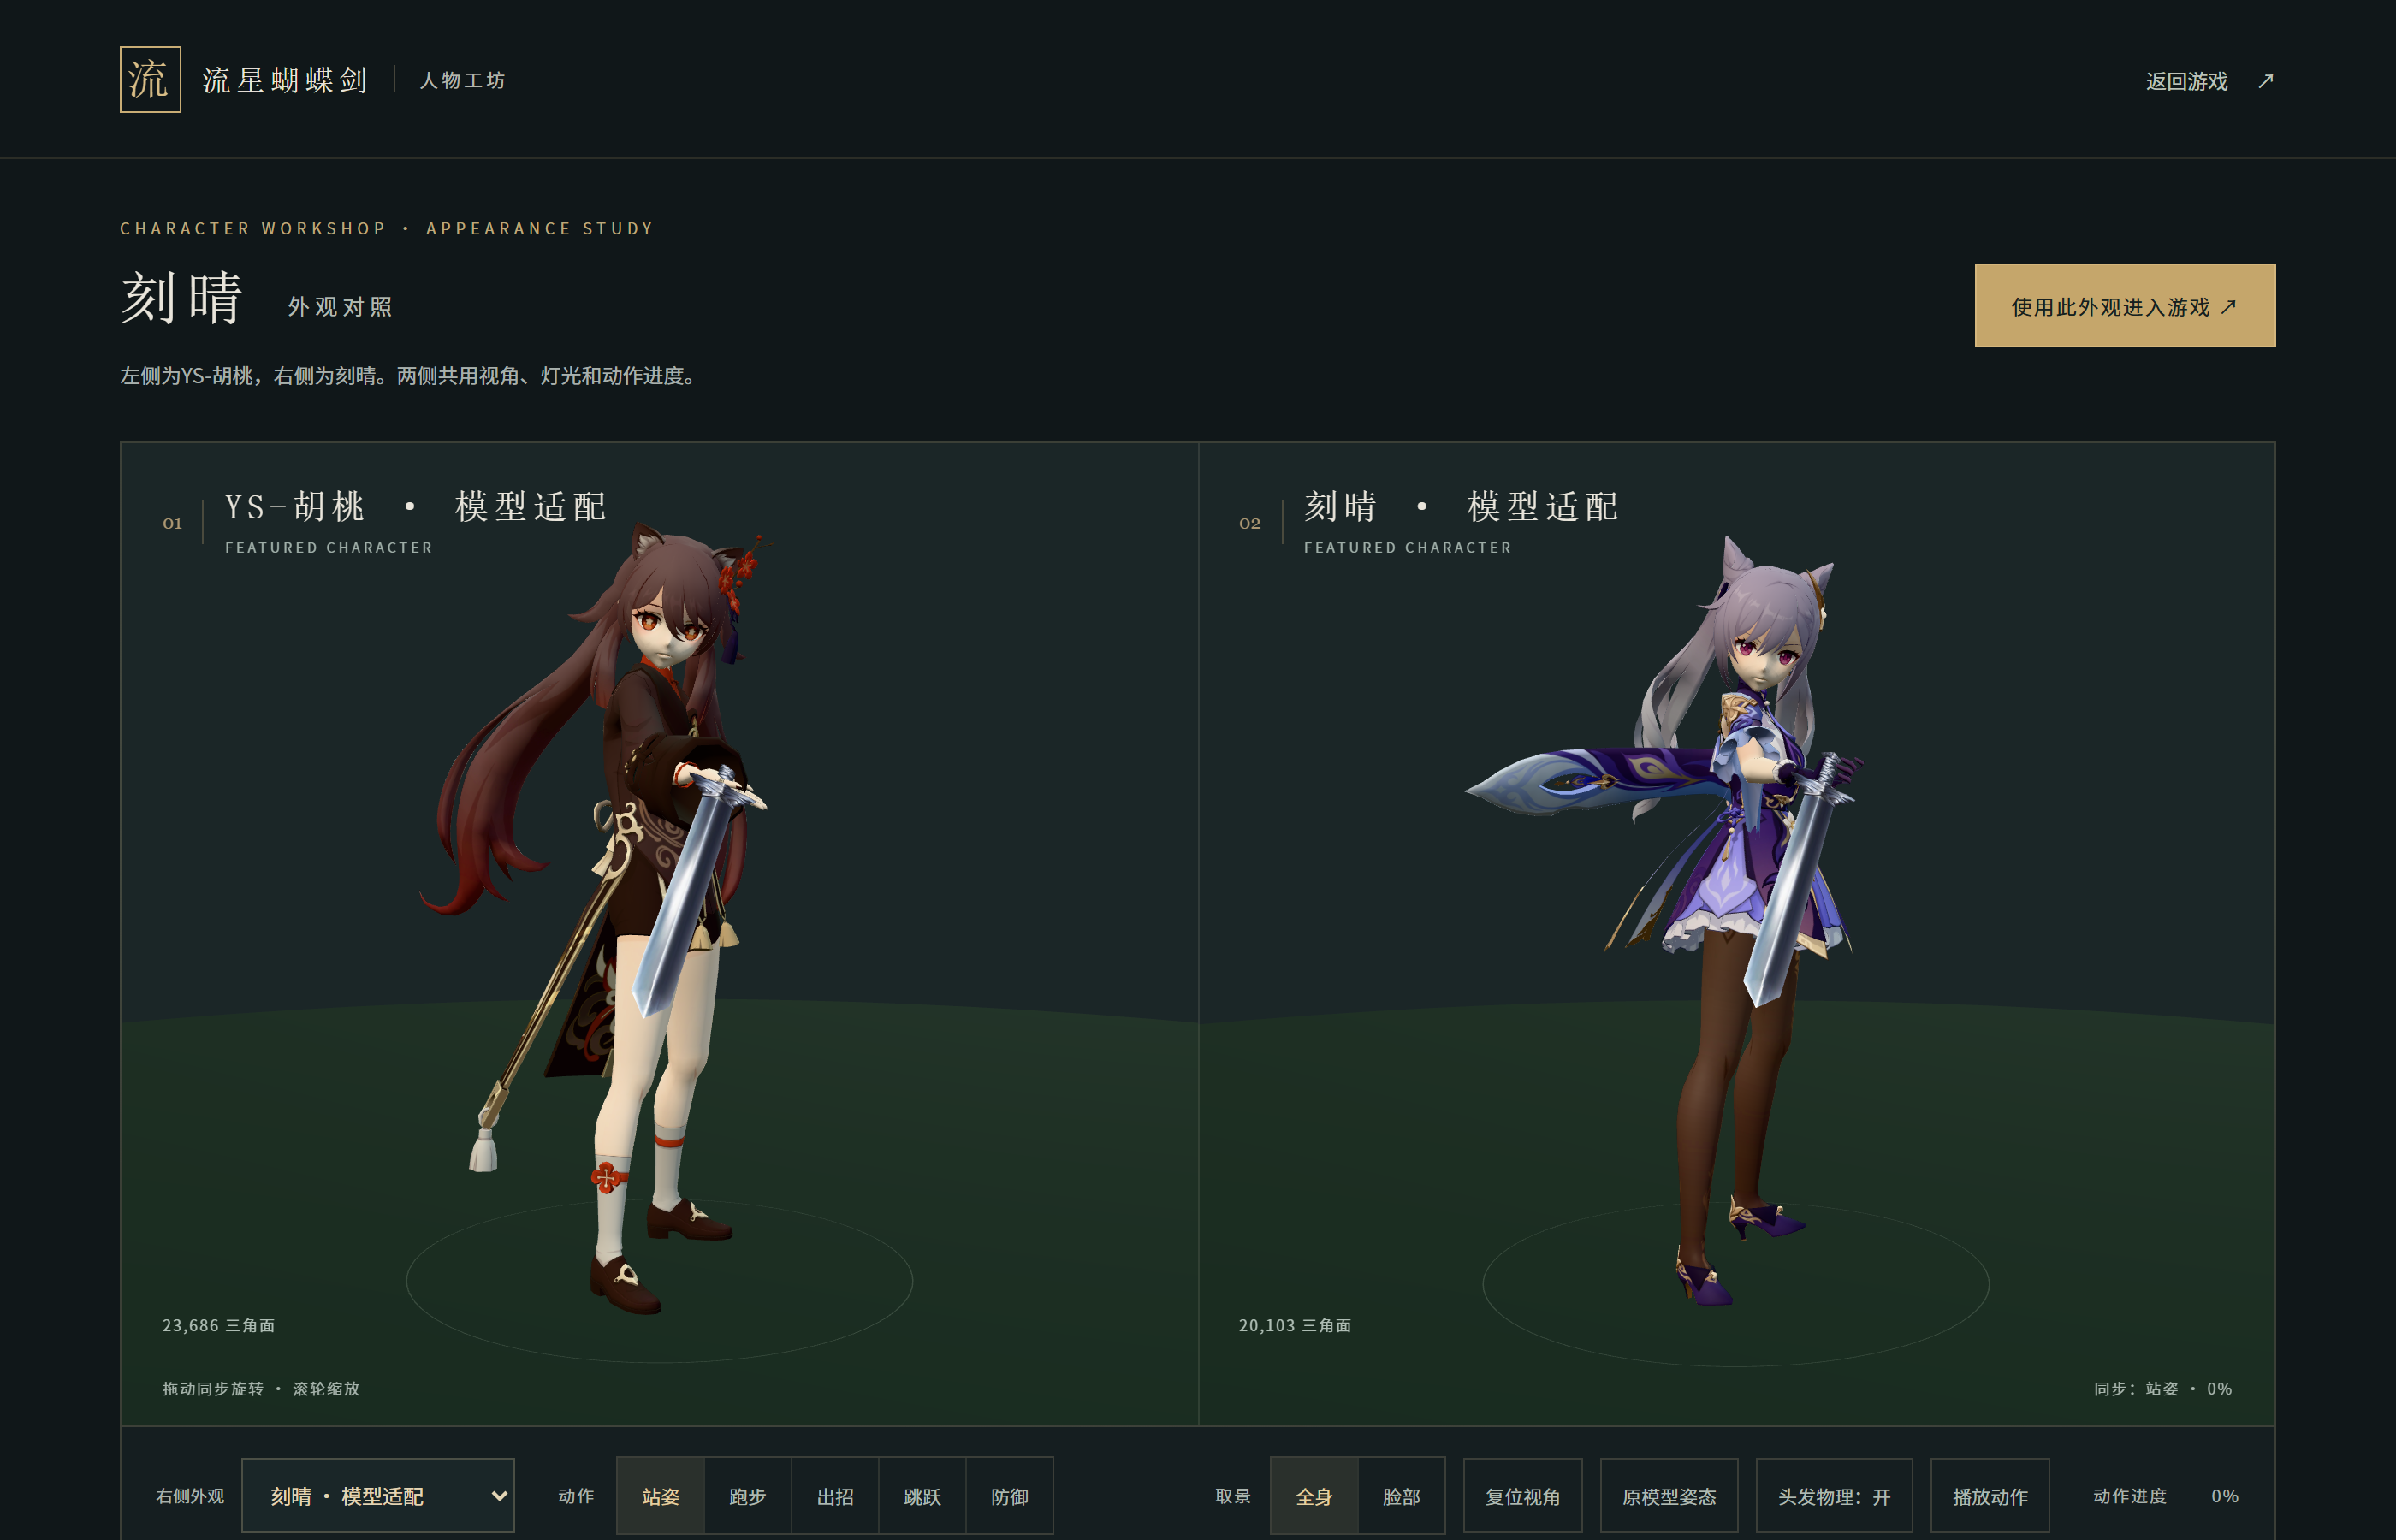 流 流星蝴蝶剑 人物工坊 返回游戏 ↗
CHARACTER WORKSHOP · APPEARANCE STUDY
刻晴 外观对照
使用此外观进入游戏 ↗
左侧为YS-胡桃，右侧为刻晴。两侧共用视角、灯光和动作进度。
01 YS-胡桃 · 模型适配
FEATURED CHARACTER
02 刻晴 · 模型适配
FEATURED CHARACTER
23,686 三角面
20,103 三角面
拖动同步旋转 · 滚轮缩放
同步：站姿 · 0%
右侧外观 刻晴 · 模型适配 动作 站姿 跑步 出招 跳跃 防御 取景 全身 脸部 复位视角 原模型姿态 头发物理：开 播放动作 动作进度 0%